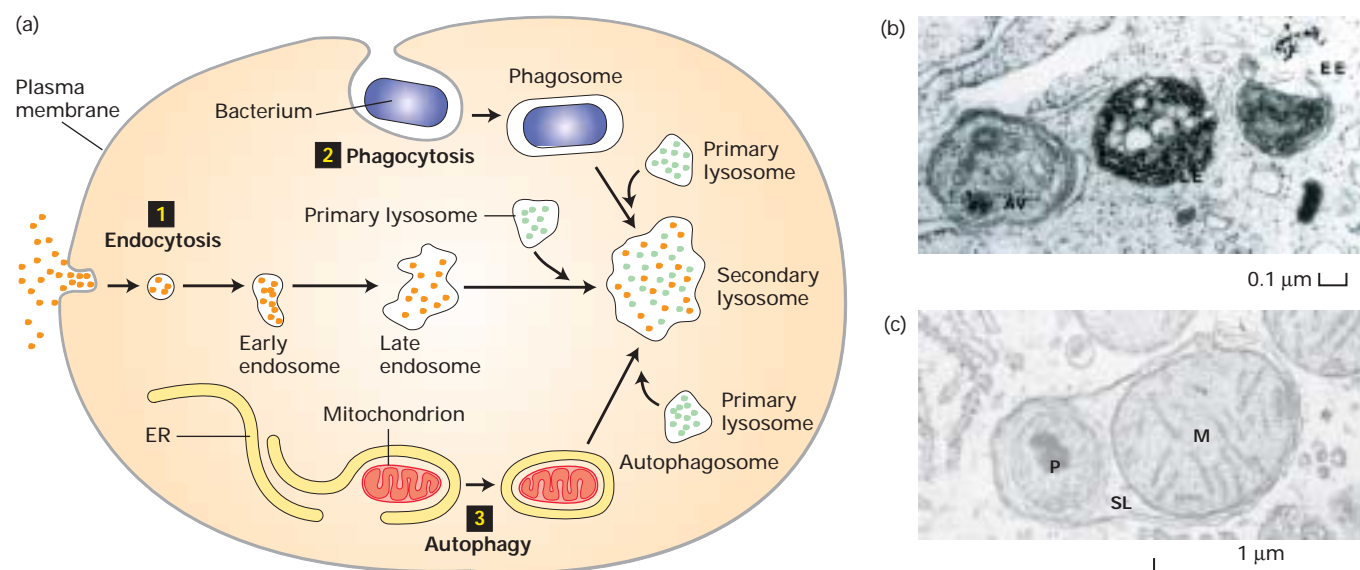 (a)
Plasma
membrane
Bacterium
2 Phagocytosis
Phagosome
Primary
lysosome
1
Endocytosis
Primary lysosome
Secondary
lysosome
Early
endosome
Late
endosome
ER
Mitochondrion
Primary
lysosome
Autophagosome
3
Autophagy
(b)
EE
AV
0.1 μm
(c)
M
P
SL
1 μm